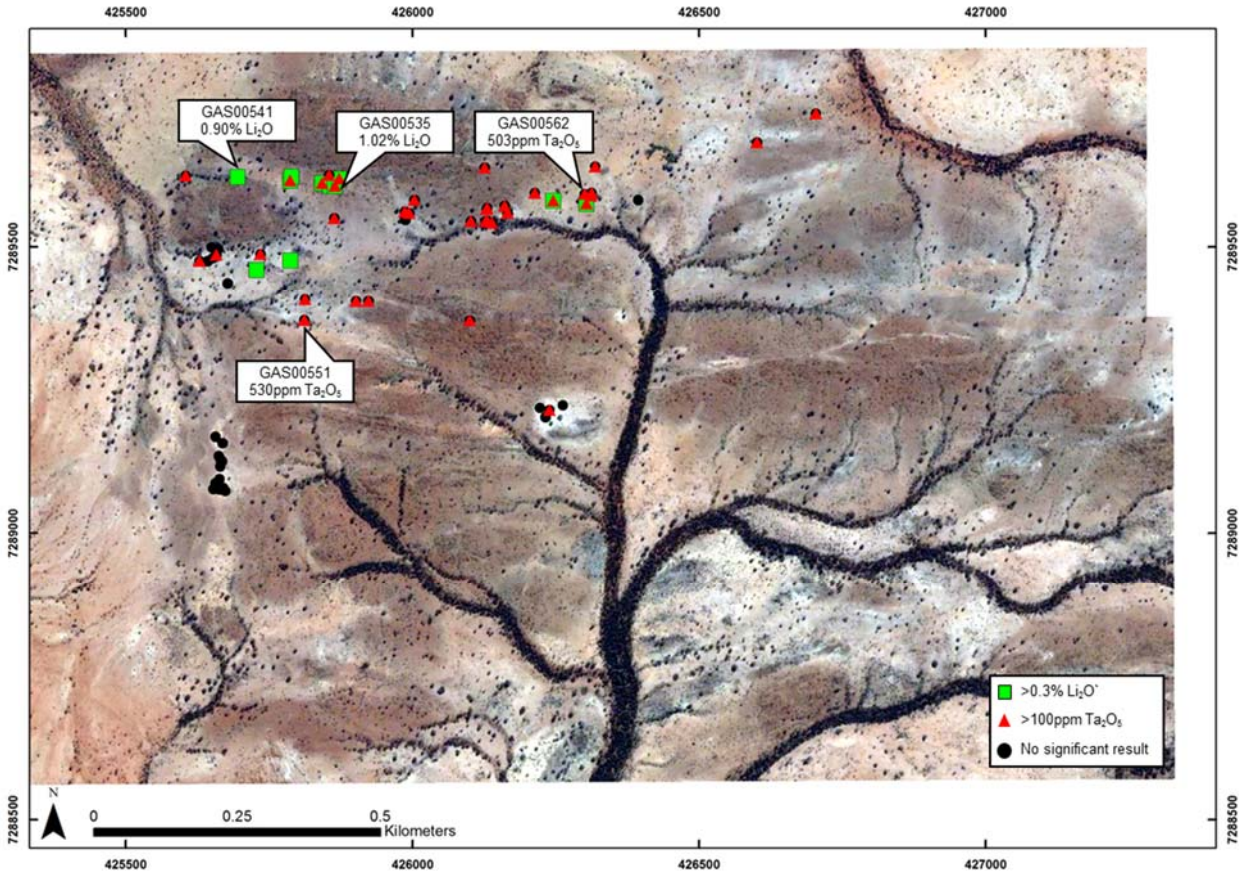 425500 426000 426500 427000
7289500
7289000
7288500
GAS00541
0.90% Li₂O
GAS00535
1.02% Li₂O
GAS00562
503ppm Ta₂O₅
GAS00551
530ppm Ta₂O₅
>0.3% Li₂O*
>100ppm Ta₂O₅
No significant result
N
0 0.25 0.5
Kilometers
7289500
7289000
7288500
425500 426000 426500 427000